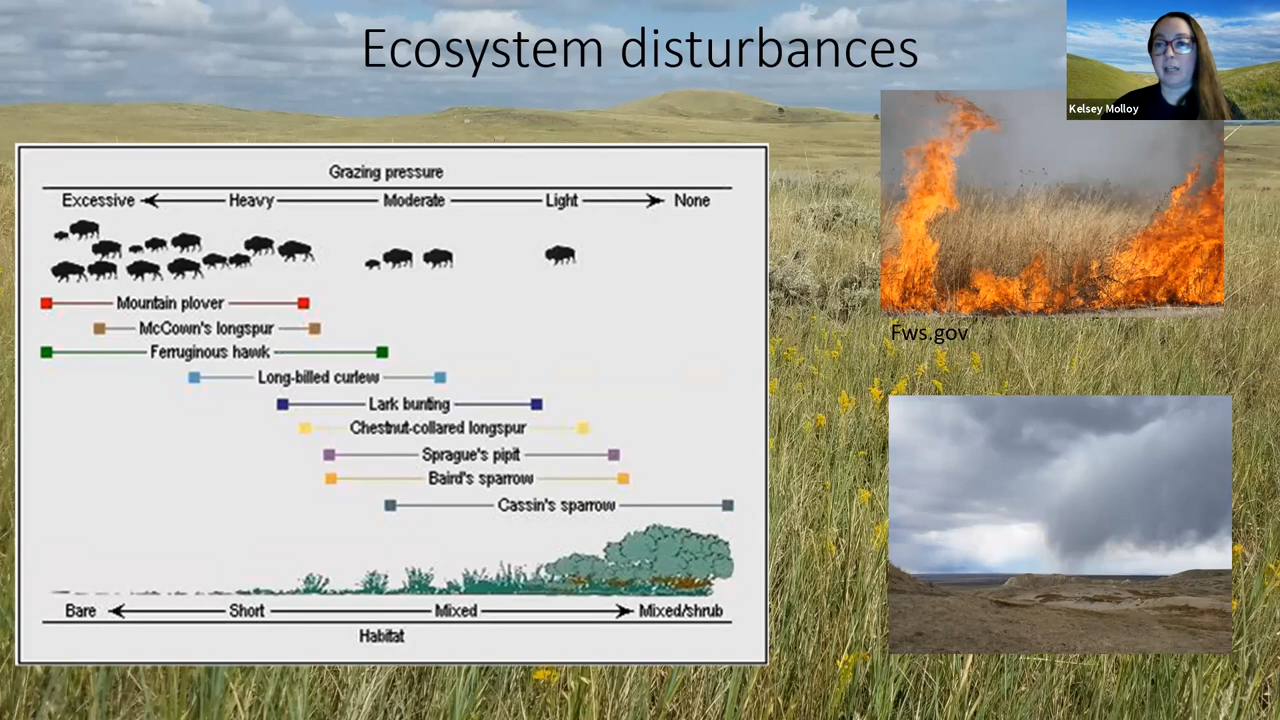 Ecosystem disturbances
Kelsey Molloy
Grazing pressure
Excessive Heavy Moderate Light None
Mountain plover
McCown's longspur
Ferruginous hawk
Long-billed curlew
Lark bunting
Chestnut-collared longspur
Sprague's pipit
Baird's sparrow
Cassin's sparrow
Bare Short Mixed Mixed/shrub
Habitat
Fws.gov